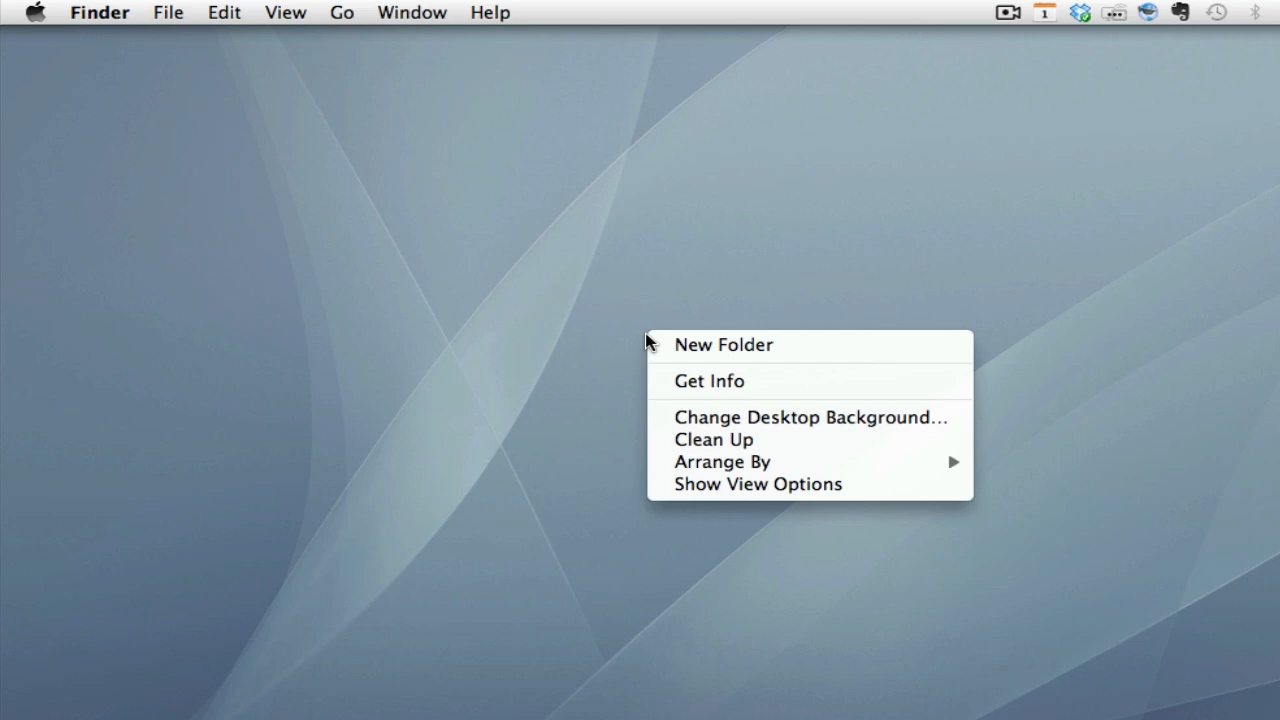 Finder File Edit View Go Window Help 1
New Folder
Get Info
Change Desktop Background...
Clean Up
Arrange By
Show View Options